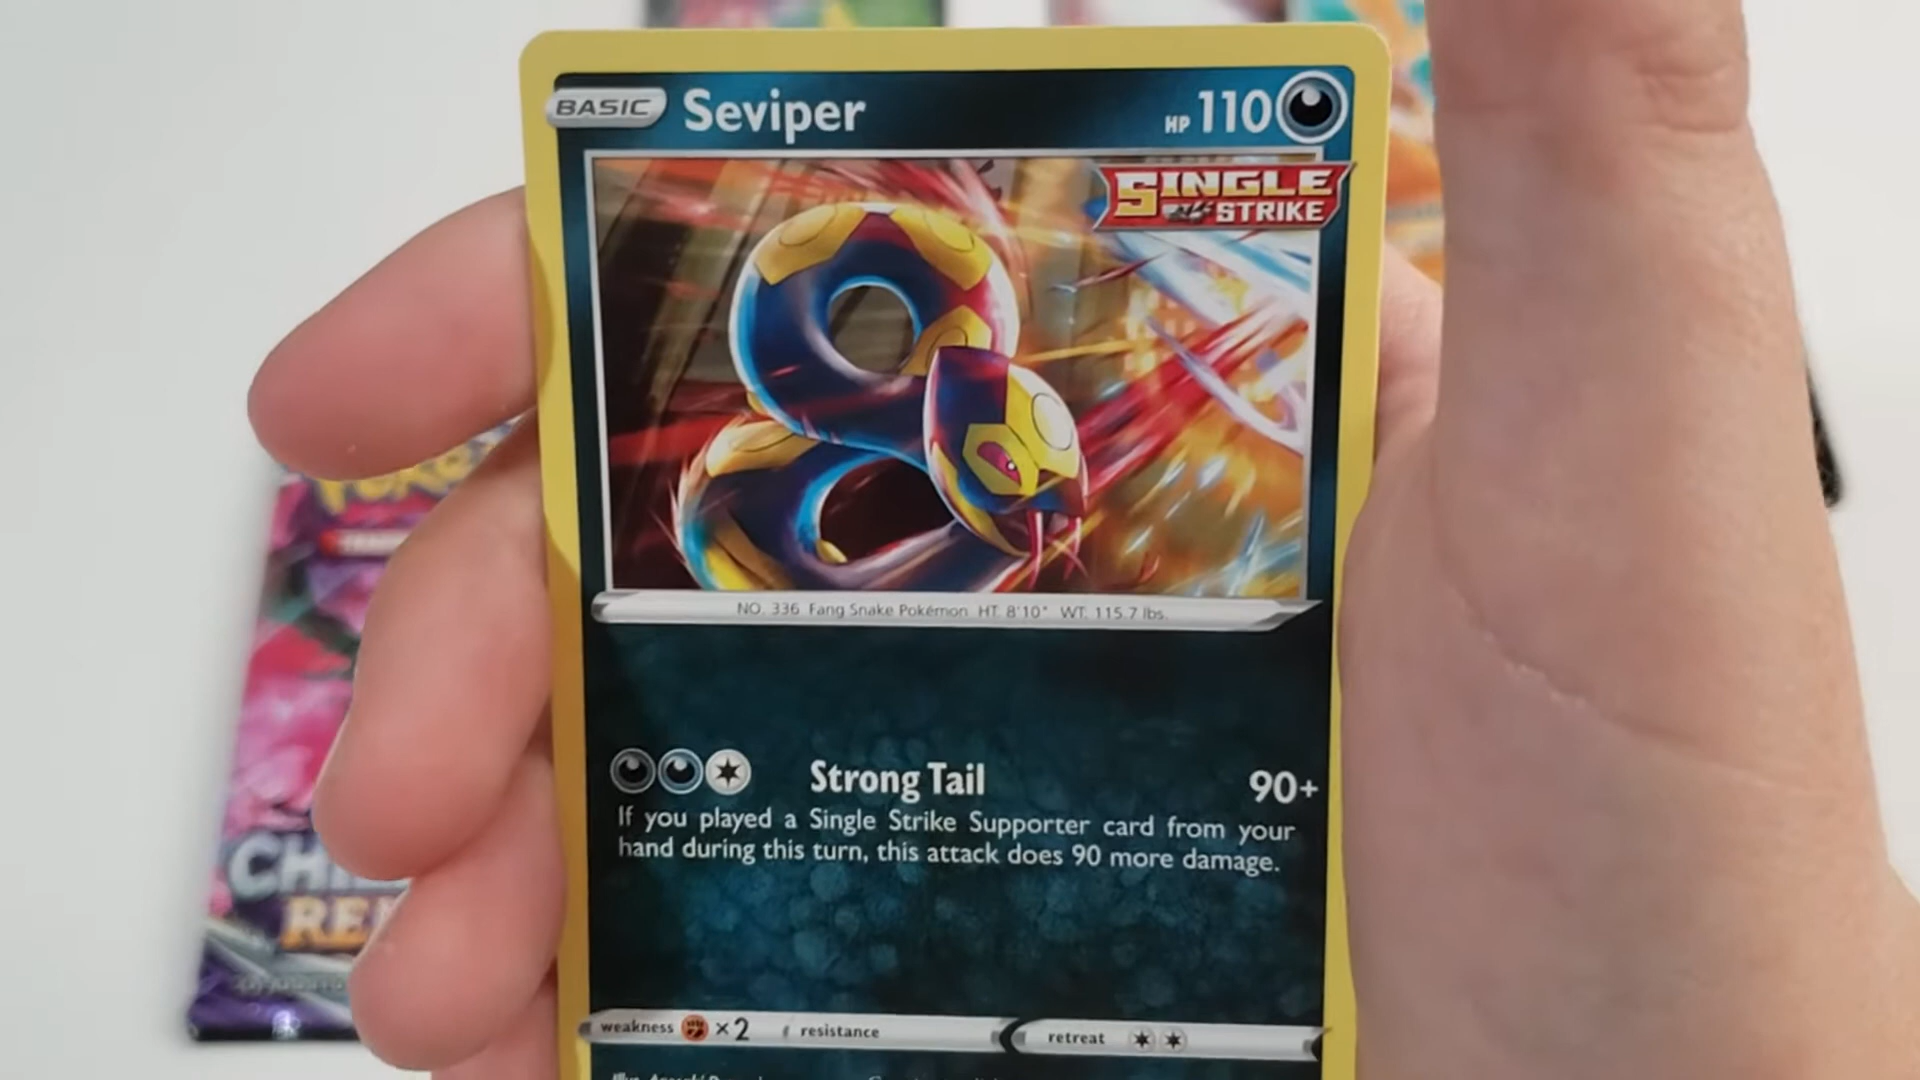 BASIC Seviper HP 110
SINGLE
STRIKE
NO. 336 Fang Snake Pokémon HT. 8'10" WT. 115.7 lbs.
Strong Tail 90+
If you played a Single Strike Supporter card from your
hand during this turn, this attack does 90 more damage.
weakness ×2 resistance retreat